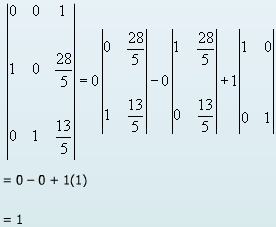 |0 0 1|
|1 0 28/5| = 0 |0 28/5| − 0 |1 28/5| + 1 |1 0|
|0 1 13/5| |1 13/5| |0 13/5| |0 1|
= 0 − 0 + 1(1)
= 1